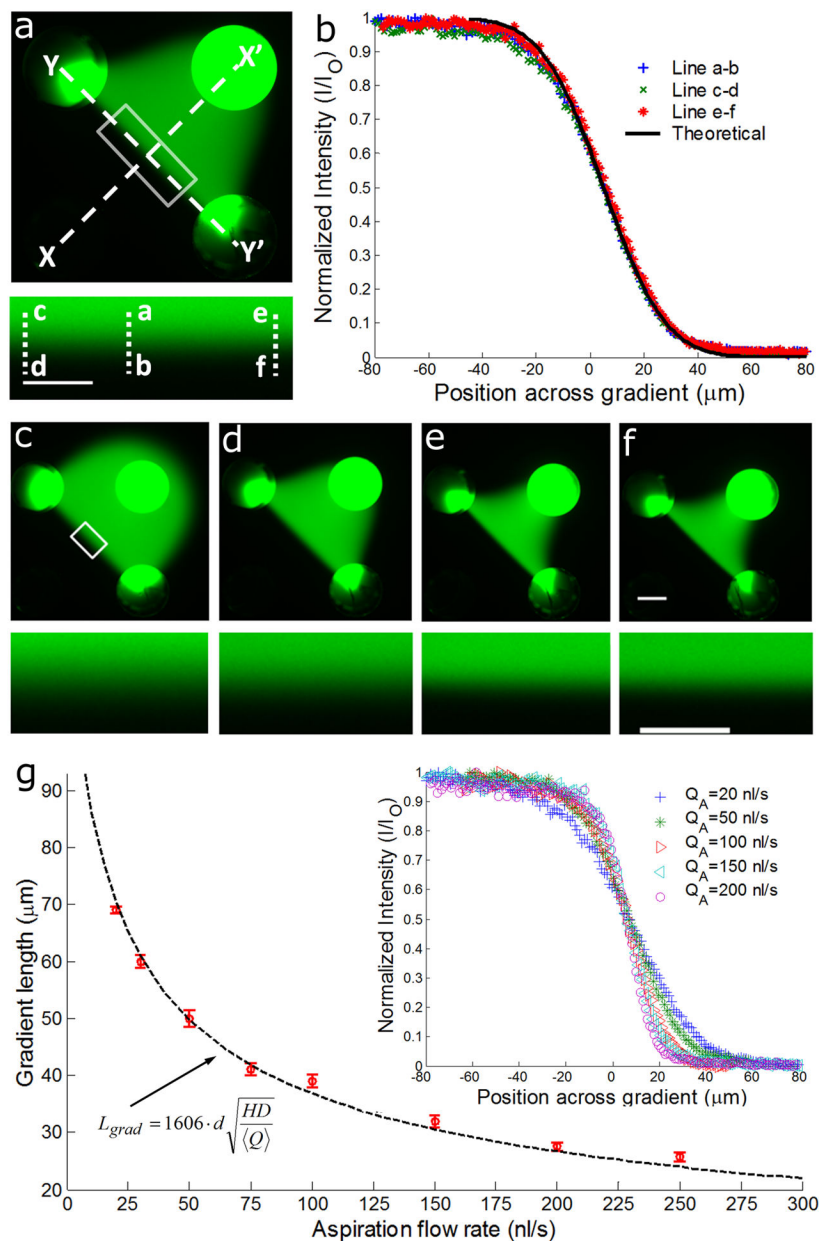 a
Y
X'
X
Y'
c
a
e
d
b
f
b
Normalized Intensity (I/I_O)
1
0.9
0.8
0.7
0.6
0.5
0.4
0.3
0.2
0.1
0
-80
-60
-40
-20
0
20
40
60
80
Position across gradient (μm)
Line a-b
Line c-d
Line e-f
Theoretical
c
d
e
f
g
Gradient length (μm)
90
80
70
60
50
40
30
20
0
25
50
75
100
125
150
175
200
225
250
275
300
Aspiration flow rate (nl/s)
L_grad = 1606 · d √(HD/⟨Q⟩)
Normalized Intensity (I/I_O)
1
0.9
0.8
0.7
0.6
0.5
0.4
0.3
0.2
0.1
0
-80
-60
-40
-20
0
20
40
60
80
Position across gradient (μm)
Q_A=20 nl/s
Q_A=50 nl/s
Q_A=100 nl/s
Q_A=150 nl/s
Q_A=200 nl/s